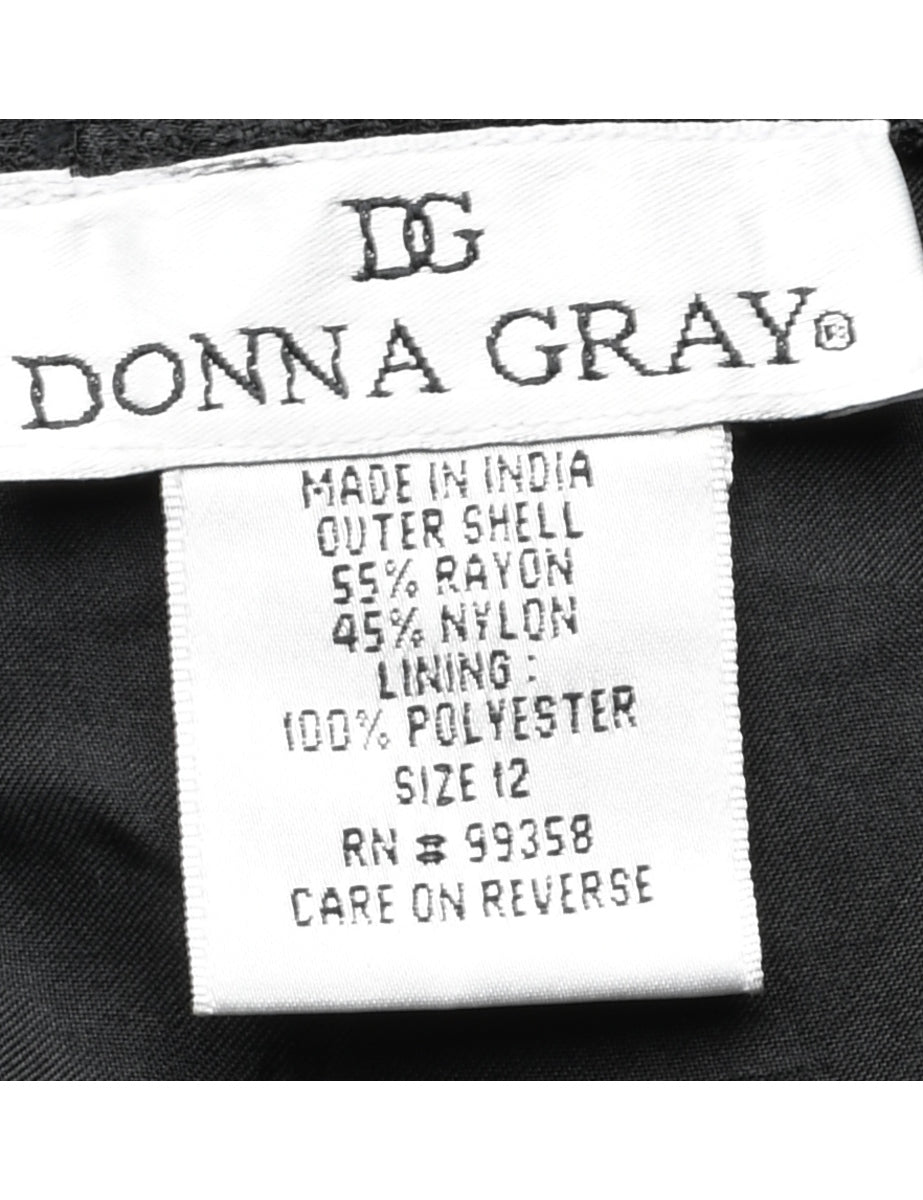 DG
DONNA GRAY®
MADE IN INDIA
OUTER SHELL
55% RAYON
45% NYLON
LINING :
100% POLYESTER
SIZE 12
RN # 99358
CARE ON REVERSE